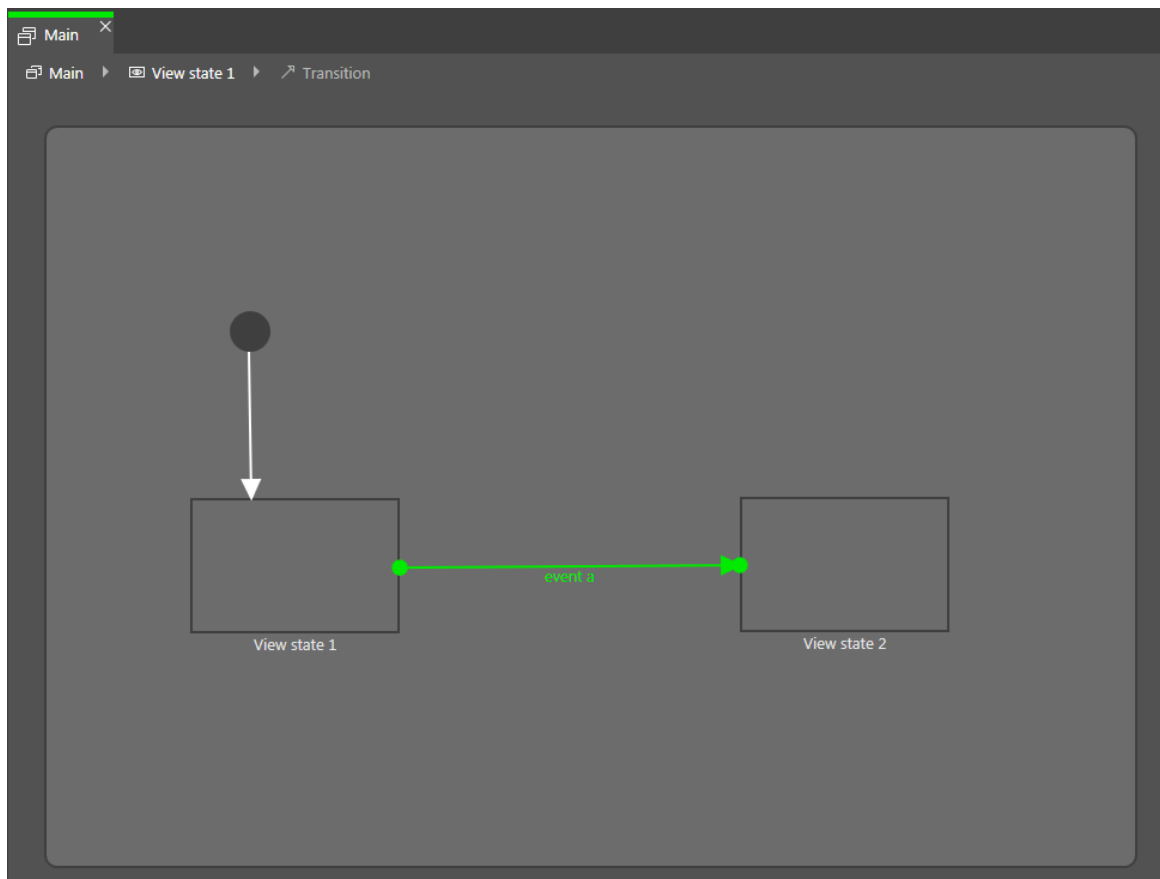 Main
Main View state 1 Transition
event a
View state 1
View state 2